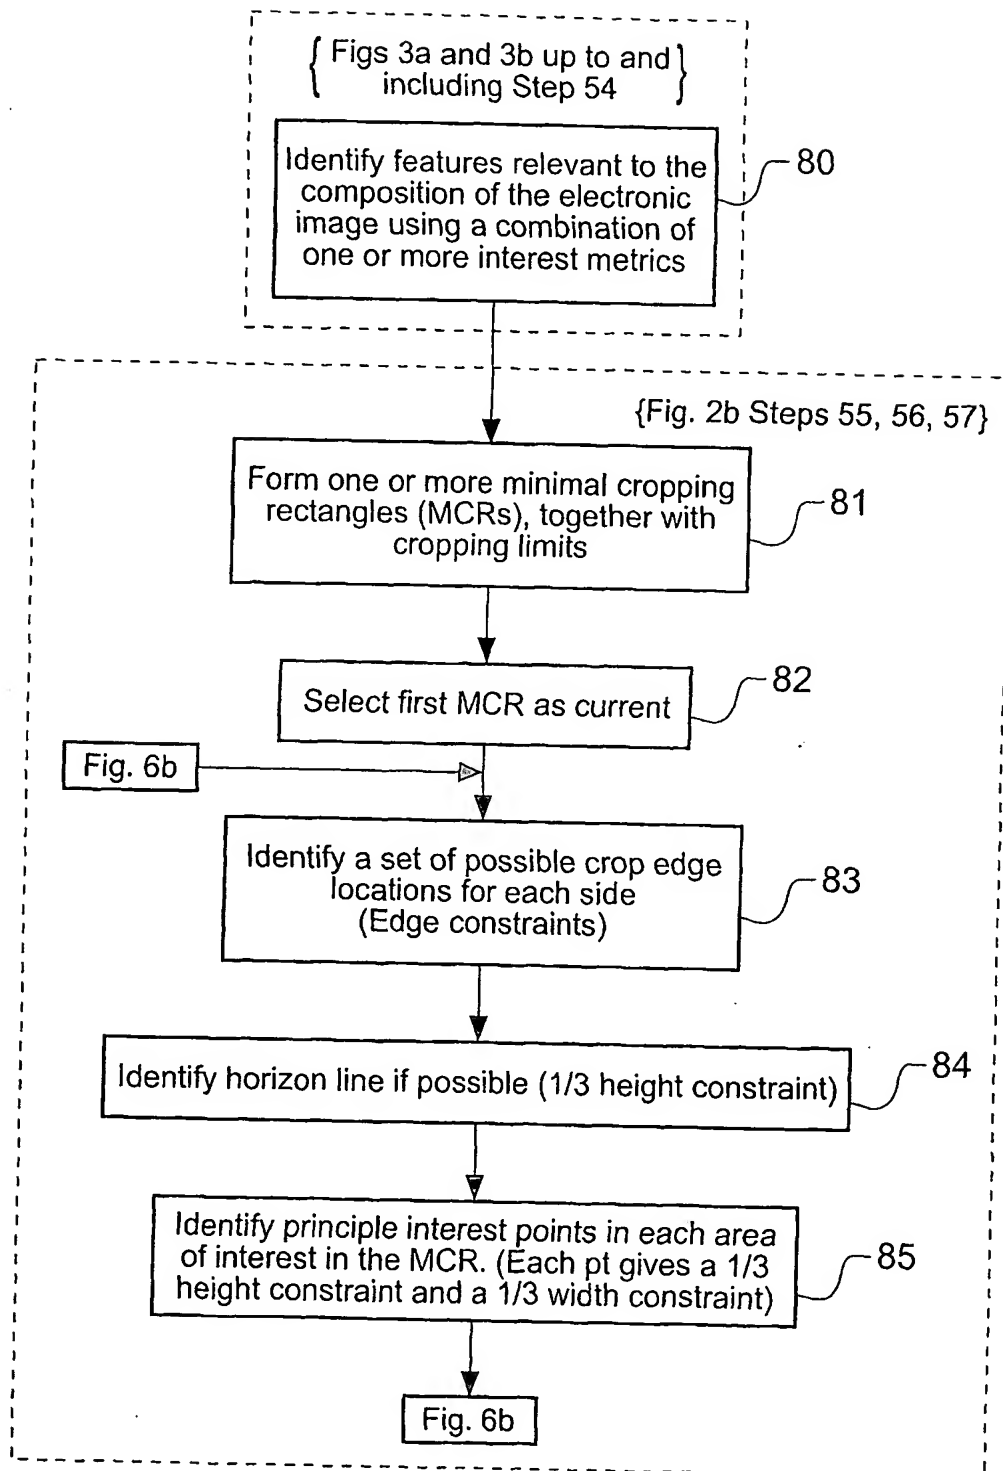 { Figs 3a and 3b up to and
including Step 54 }
Identify features relevant to the
composition of the electronic
image using a combination of
one or more interest metrics
80
{Fig. 2b Steps 55, 56, 57}
Form one or more minimal cropping
rectangles (MCRs), together with
cropping limits
81
Select first MCR as current
82
Fig. 6b
Identify a set of possible crop edge
locations for each side
(Edge constraints)
83
Identify horizon line if possible (1/3 height constraint)
84
Identify principle interest points in each area
of interest in the MCR. (Each pt gives a 1/3
height constraint and a 1/3 width constraint)
85
Fig. 6b